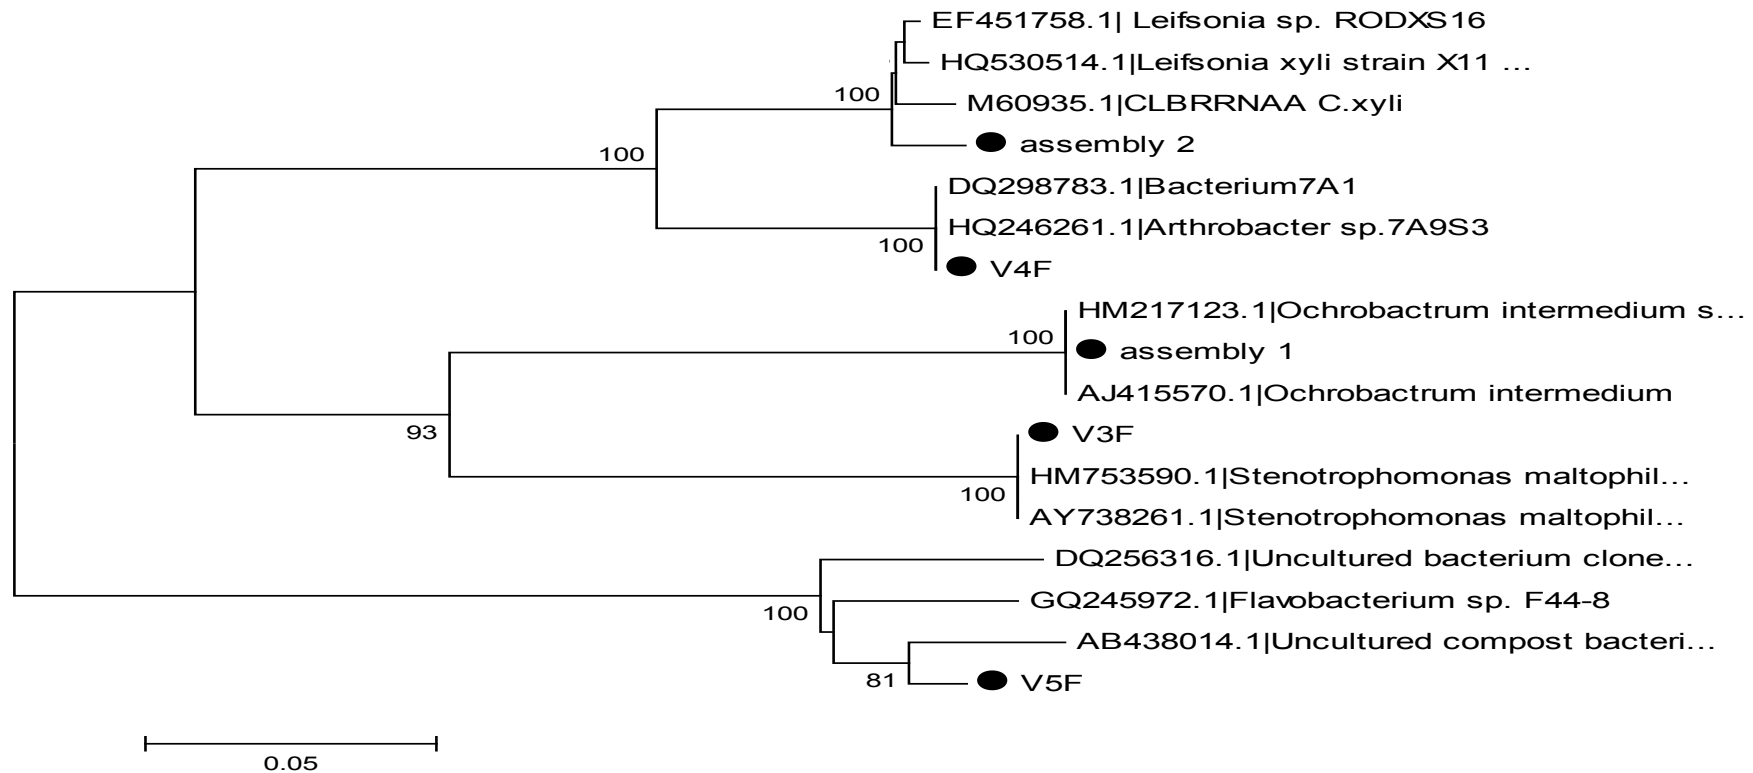 EF451758.1| Leifsonia sp. RODXS16
HQ530514.1|Leifsonia xyli strain X11 ...
100
M60935.1|CLBRRNAA C.xyli
assembly 2
100
DQ298783.1|Bacterium7A1
HQ246261.1|Arthrobacter sp.7A9S3
100
V4F
HM217123.1|Ochrobactrum intermedium s...
100
assembly 1
AJ415570.1|Ochrobactrum intermedium
93
V3F
HM753590.1|Stenotrophomonas maltophil...
100
AY738261.1|Stenotrophomonas maltophil...
DQ256316.1|Uncultured bacterium clone...
GQ245972.1|Flavobacterium sp. F44-8
100
AB438014.1|Uncultured compost bacteri...
81
V5F
0.05